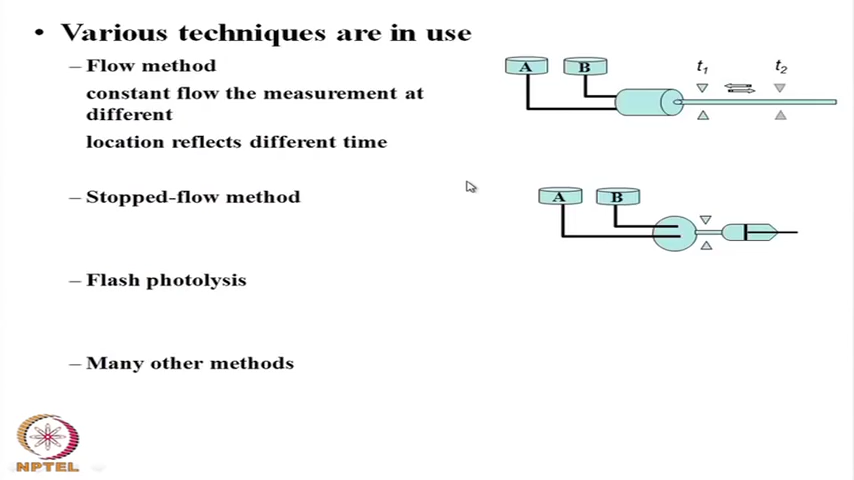 • Various techniques are in use
– Flow method
constant flow the measurement at
different
location reflects different time
– Stopped-flow method
– Flash photolysis
– Many other methods
A B t1 t2
A B
NPTEL